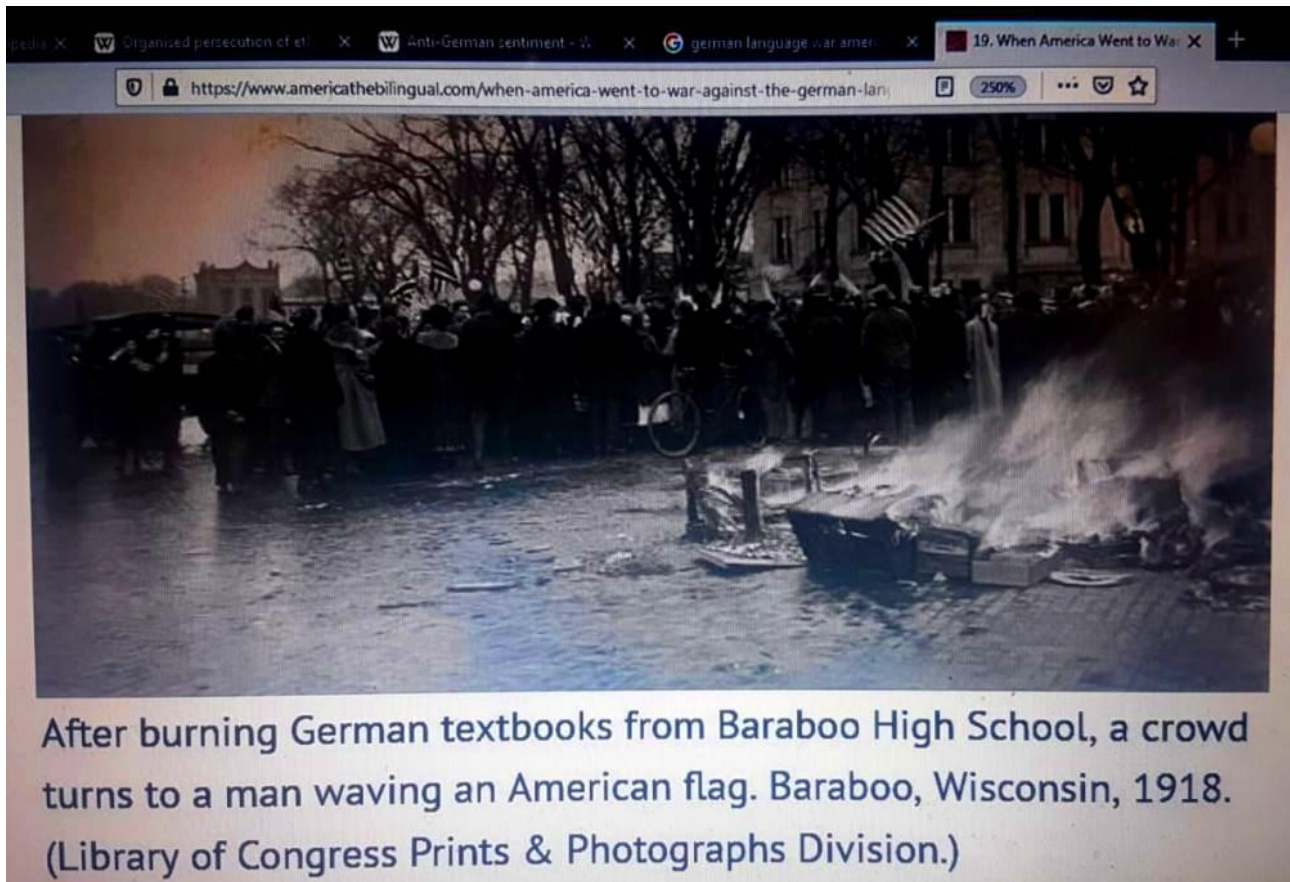 pedia
Organised persecution of et
Anti-German sentiment - W
german language war amer
19. When America Went to Wa
https://www.americathebilingual.com/when-america-went-to-war-against-the-german-lan
250%
After burning German textbooks from Baraboo High School, a crowd
turns to a man waving an American flag. Baraboo, Wisconsin, 1918.
(Library of Congress Prints & Photographs Division.)